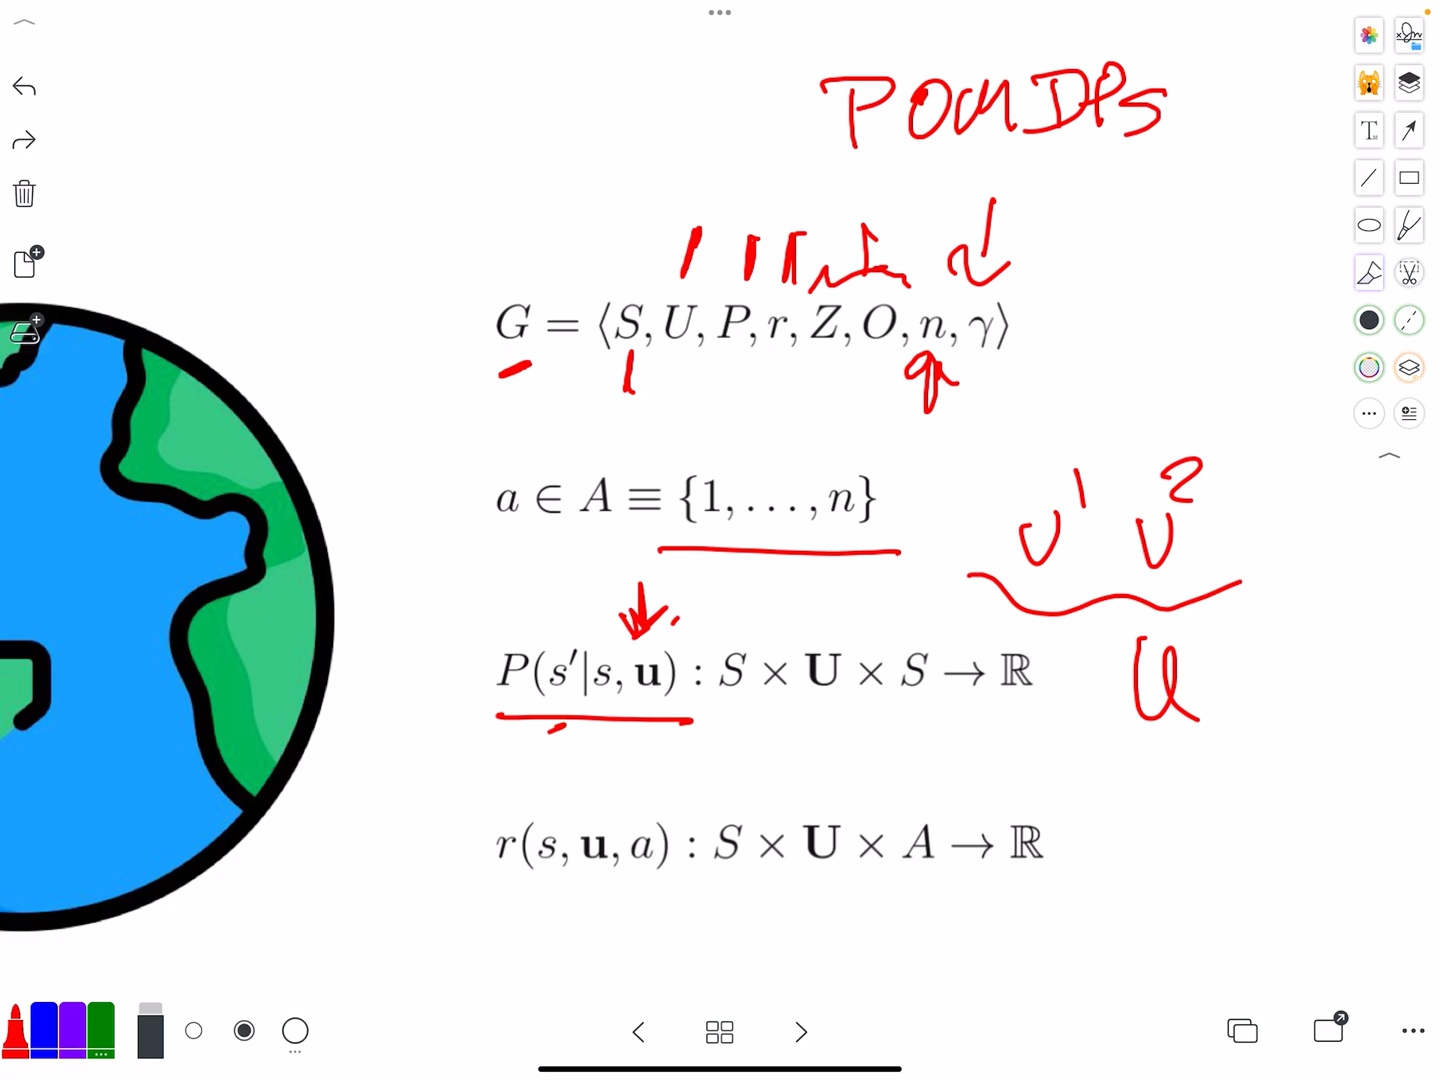 POMDPs
G = ⟨S, U, P, r, Z, O, n, γ⟩
a ∈ A ≡ {1, . . . , n}
U¹ U²
P(s′|s, **u**) : S × **U** × S → ℝ
U
r(s, **u**, a) : S × **U** × A → ℝ